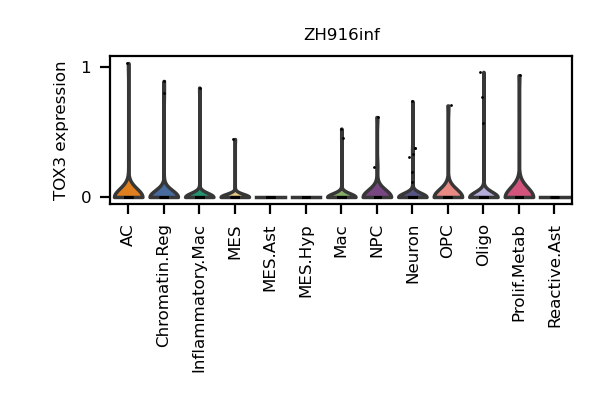 ZH916inf
TOX3 expression
1
0
AC
Chromatin.Reg
Inflammatory.Mac
MES
MES.Ast
MES.Hyp
Mac
NPC
Neuron
OPC
Oligo
Prolif.Metab
Reactive.Ast